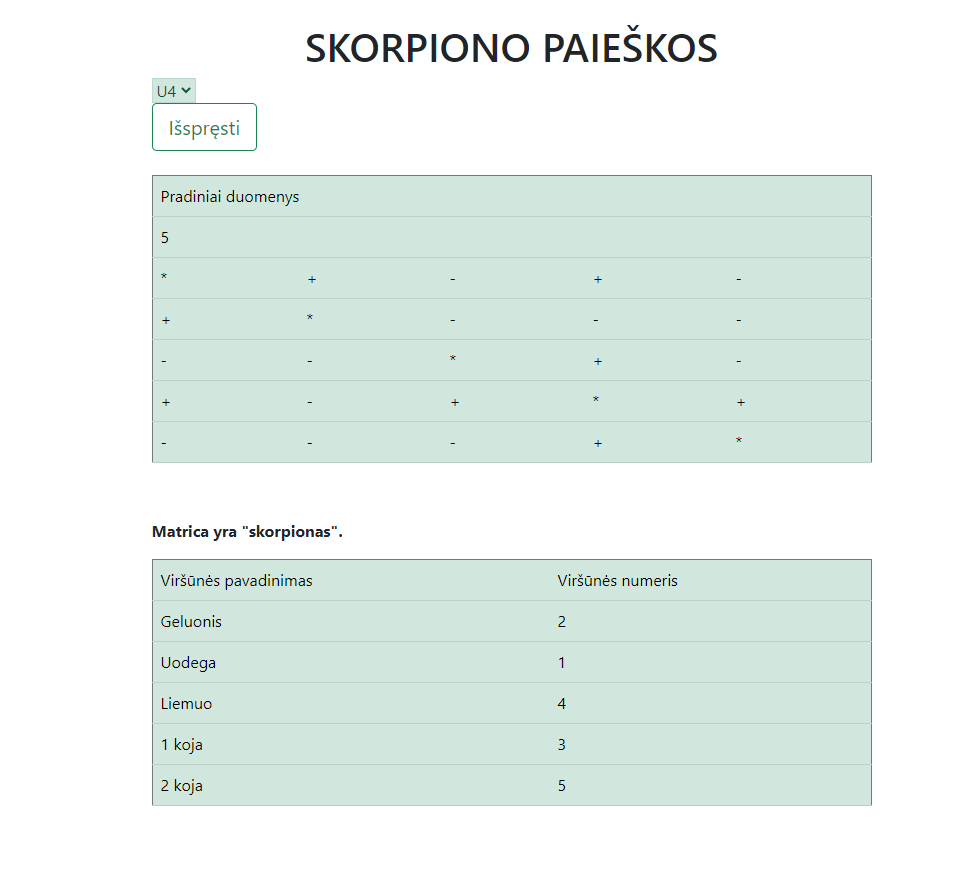 SKORPIONO PAIEŠKOS
U4
Išspręsti
Pradiniai duomenys
5
* + - + -
+ * - - -
- - * + -
+ - + * +
- - - + *
Matrica yra "skorpionas".
Viršūnės pavadinimas Viršūnės numeris
Geluonis 2
Uodega 1
Liemuo 4
1 koja 3
2 koja 5